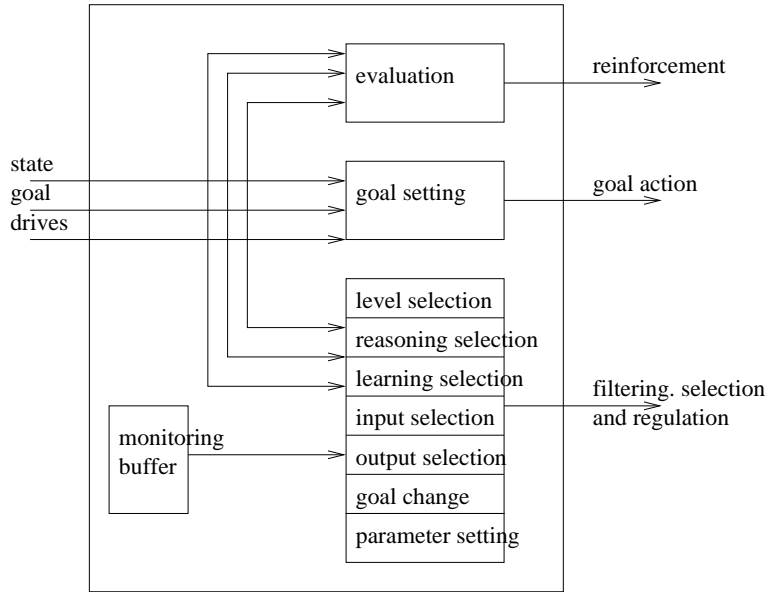 evaluation
reinforcement
state
goal
drives
goal setting
goal action
level selection
reasoning selection
learning selection
input selection
output selection
goal change
parameter setting
monitoring
buffer
filtering. selection
and regulation